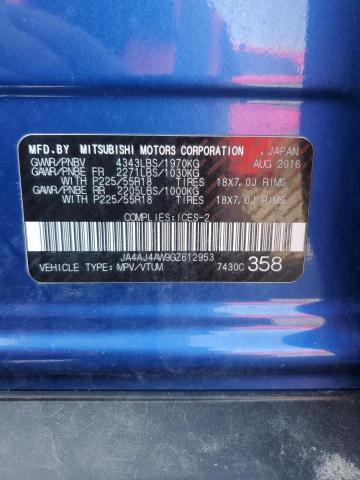 MFD.BY MITSUBISHI MOTORS CORPORATION , JAPAN
GVWR/PNBV 4343LBS/1970KG AUG 2016
GAWR/PNBE FR 2271LBS/1030KG
WITH P225/55R18 TIRES 18X7.0J RIMS
GAWR/PNBE RR 2205LBS/1000KG
WITH P225/55R18 TIRES 18X7.0J RIMS
COMPLIES:ICES-2
JA4AJ4AW9GZ612953
VEHICLE TYPE: MPV/VTUM 7430C 358